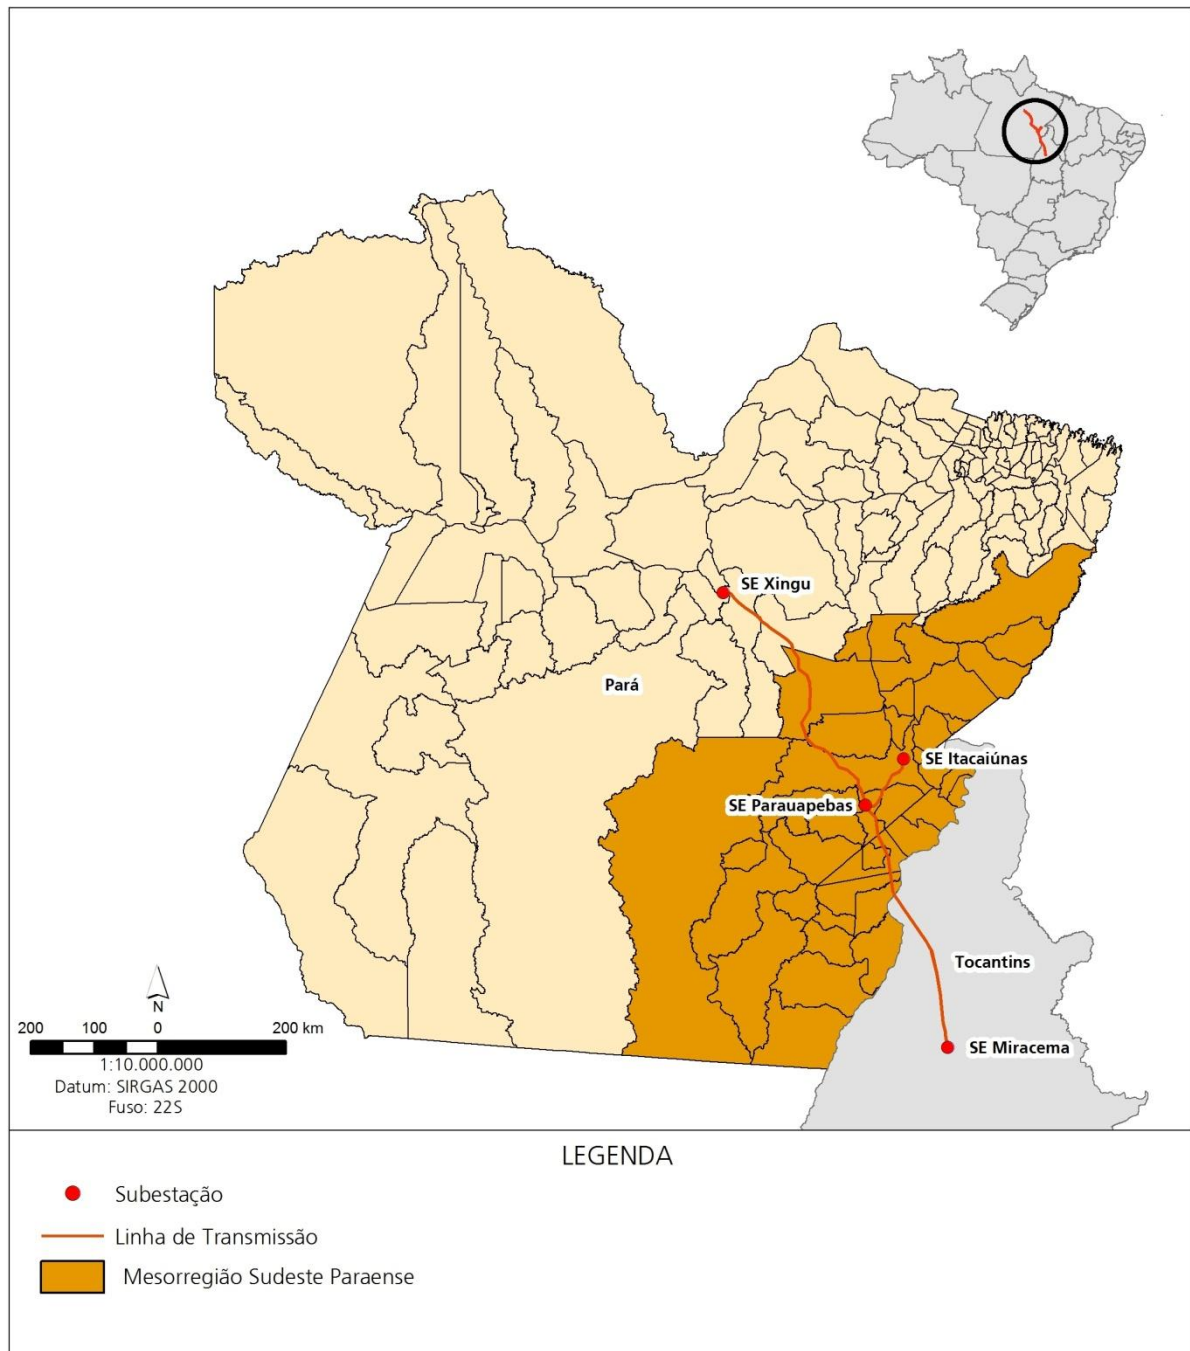 SE Xingu
Pará
SE Itacaiúnas
SE Parauapebas
Tocantins
SE Miracema
N
200 100 0 200 km
1:10.000.000
Datum: SIRGAS 2000
Fuso: 22S
LEGENDA
Subestação
Linha de Transmissão
Mesorregião Sudeste Paraense